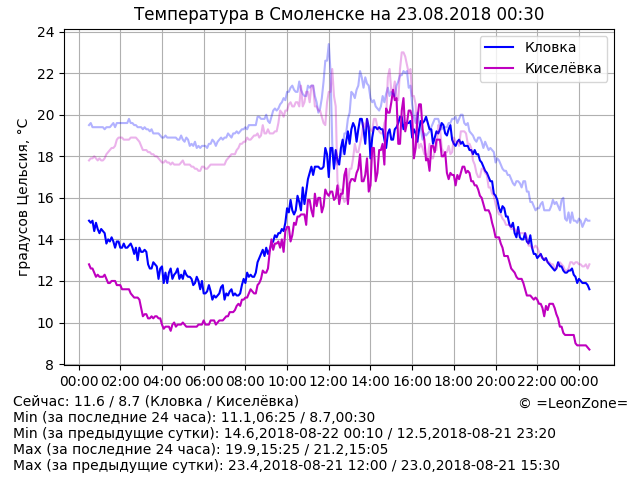 Температура в Смоленске на 23.08.2018 00:30
градусов Цельсия, °C
24
22
20
18
16
14
12
10
8
Кловка
Киселёвка
00:00 02:00 04:00 06:00 08:00 10:00 12:00 14:00 16:00 18:00 20:00 22:00 00:00
Сейчас: 11.6 / 8.7 (Кловка / Киселёвка)
© =LeonZone=
Min (за последние 24 часа): 11.1,06:25 / 8.7,00:30
Min (за предыдущие сутки): 14.6,2018-08-22 00:10 / 12.5,2018-08-21 23:20
Max (за последние 24 часа): 19.9,15:25 / 21.2,15:05
Max (за предыдущие сутки): 23.4,2018-08-21 12:00 / 23.0,2018-08-21 15:30